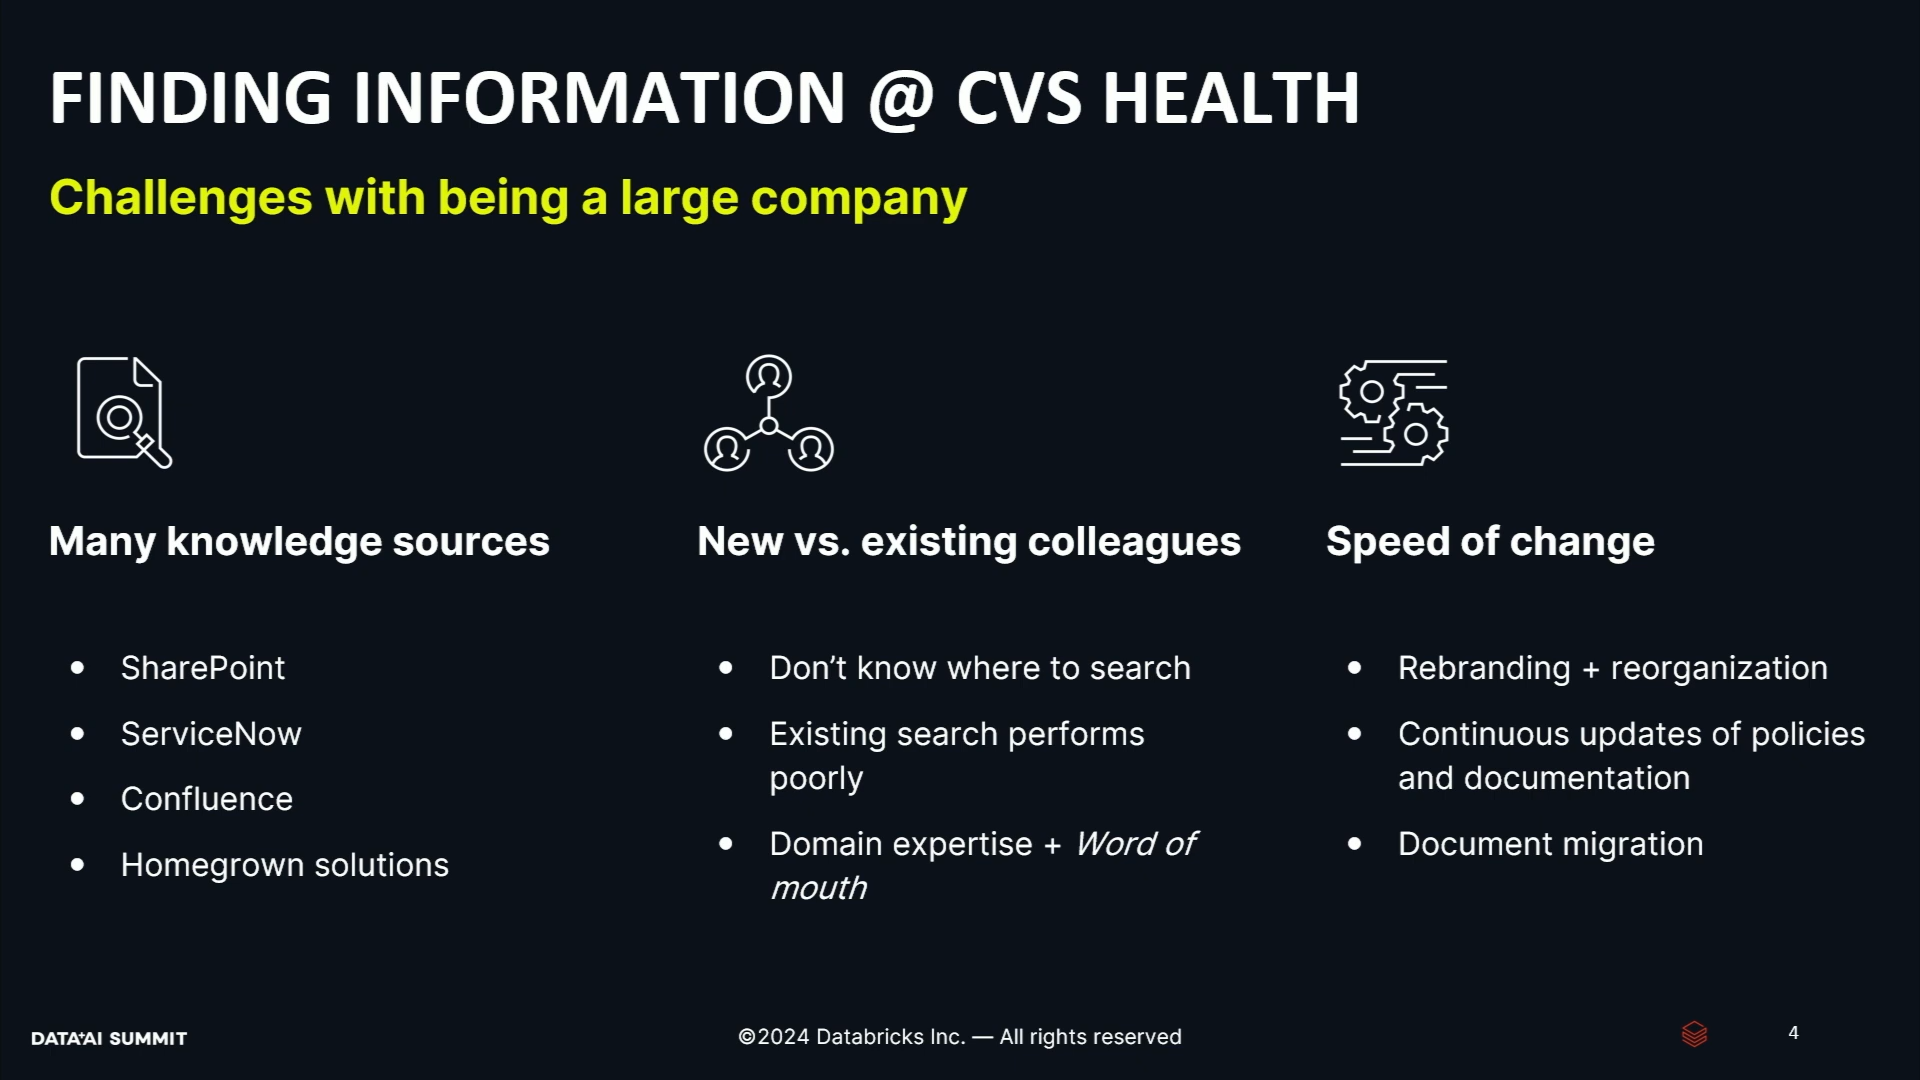 FINDING INFORMATION @ CVS HEALTH
Challenges with being a large company
Many knowledge sources
SharePoint
ServiceNow
Confluence
Homegrown solutions
New vs. existing colleagues
Don’t know where to search
Existing search performs
poorly
Domain expertise + Word of
mouth
Speed of change
Rebranding + reorganization
Continuous updates of policies
and documentation
Document migration
DATA+AI SUMMIT
©2024 Databricks Inc. — All rights reserved
4